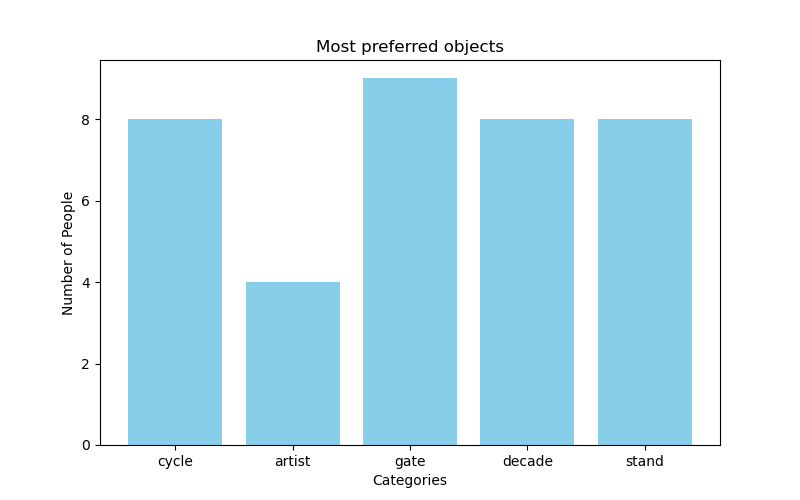 Most preferred objects
Number of People
8
6
4
2
0
cycle artist gate decade stand
Categories